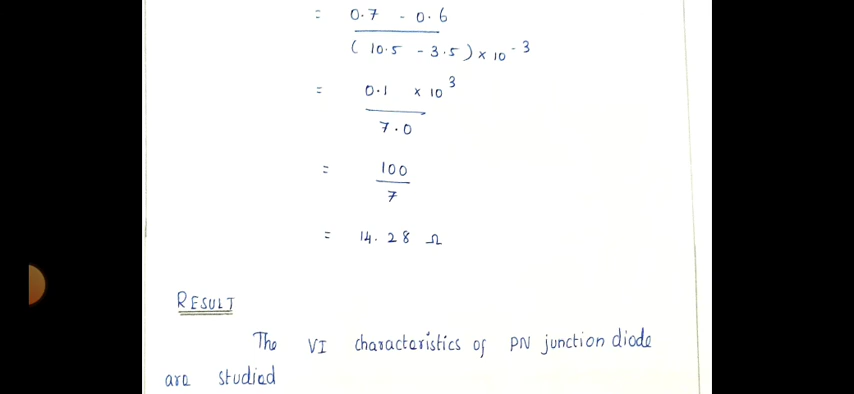 = 0.7 - 0.6
( 10.5 - 3.5 ) x 10 -3
= 0.1 x 10 3
7.0
= 100
7
= 14.28 Ω
RESULT
The VI characteristics of PN junction diode
are studied